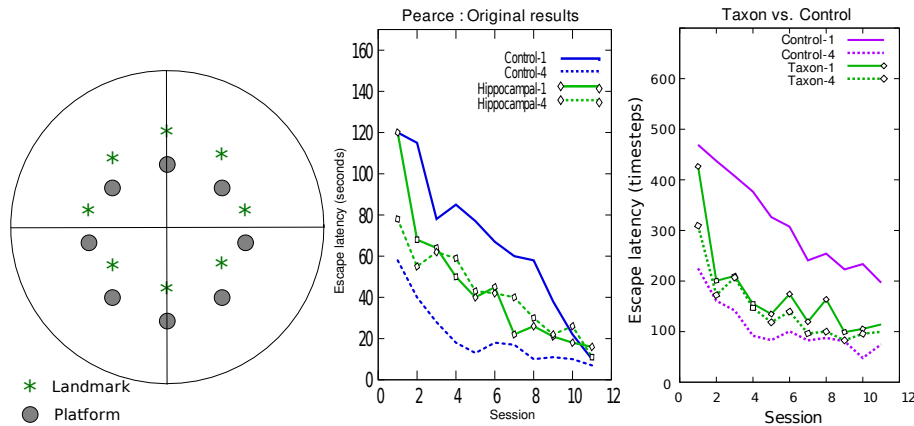 Landmark
Platform
Pearce : Original results
160
140
120
100
80
60
40
20
0
Escape latency (seconds)
Control-1
Control-4
Hippocampal-1
Hippocampal-4
0 2 4 6 8 10 12
Session
Taxon vs. Control
600
500
400
300
200
100
0
Escape latency (timesteps)
Control-1
Control-4
Taxon-1
Taxon-4
0 2 4 6 8 10 12
Session